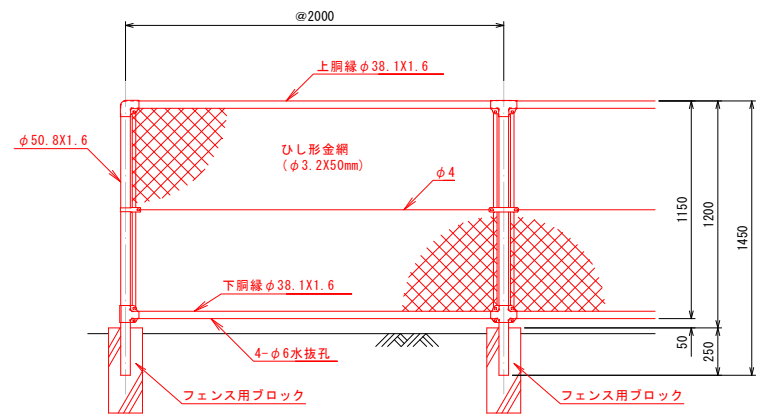 @2000
上胴縁φ38.1X1.6
φ50.8X1.6
ひし形金網
(φ3.2X50mm)
φ4
1150
1200
1450
下胴縁φ38.1X1.6
50
250
4-φ6水抜孔
フェンス用ブロック
フェンス用ブロック